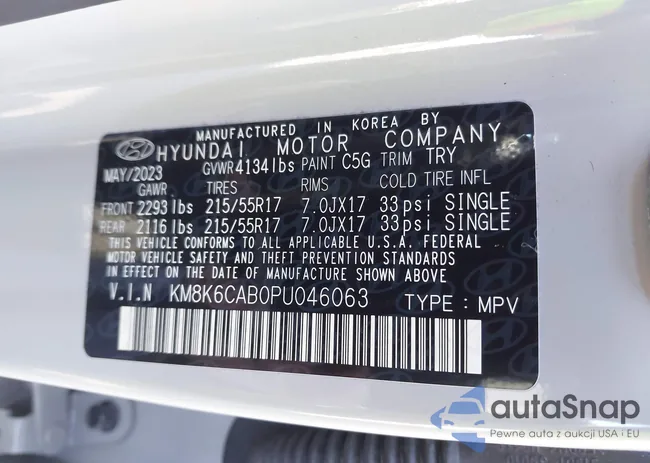 MANUFACTURED IN KOREA BY
HYUNDAI MOTOR COMPANY
MAY/2023 GVWR 4134lbs PAINT C5G TRIM TRY
GAWR TIRES RIMS COLD TIRE INFL
FRONT 2293 lbs 215/55R17 7.0JX17 33psi SINGLE
REAR 2116 lbs 215/55R17 7.0JX17 33psi SINGLE
THIS VEHICLE CONFORMS TO ALL APPLICABLE U.S.A. FEDERAL
MOTOR VEHICLE SAFETY AND THEFT PREVENTION STANDARDS
IN EFFECT ON THE DATE OF MANUFACTURE SHOWN ABOVE.
V.I.N KM8K6CAB0PU046063 TYPE : MPV
autaSnap
Pewne auta z aukcji USA i EU